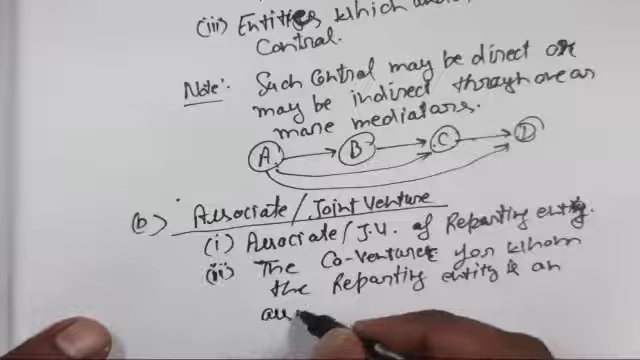 (iii) Entities which
Control.
Note:- Such Control may be direct or
may be indirect through one or
more mediators.
A B C D
(b) Associate/Joint Venture
(i) Associate/J.V. of Reporting entity.
(ii) The Co-Venturer for whom
the Reporting entity is an